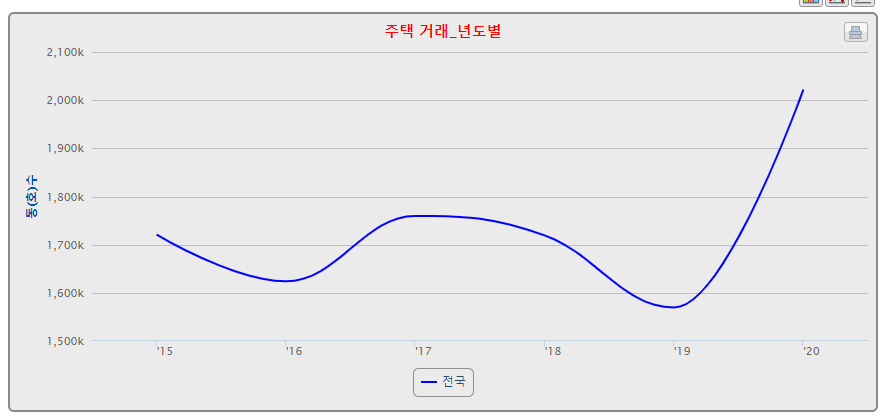 주택 거래_년도별
2,100k
2,000k
1,900k
1,800k
1,700k
1,600k
1,500k
동(호)수
'15 '16 '17 '18 '19 '20
전국